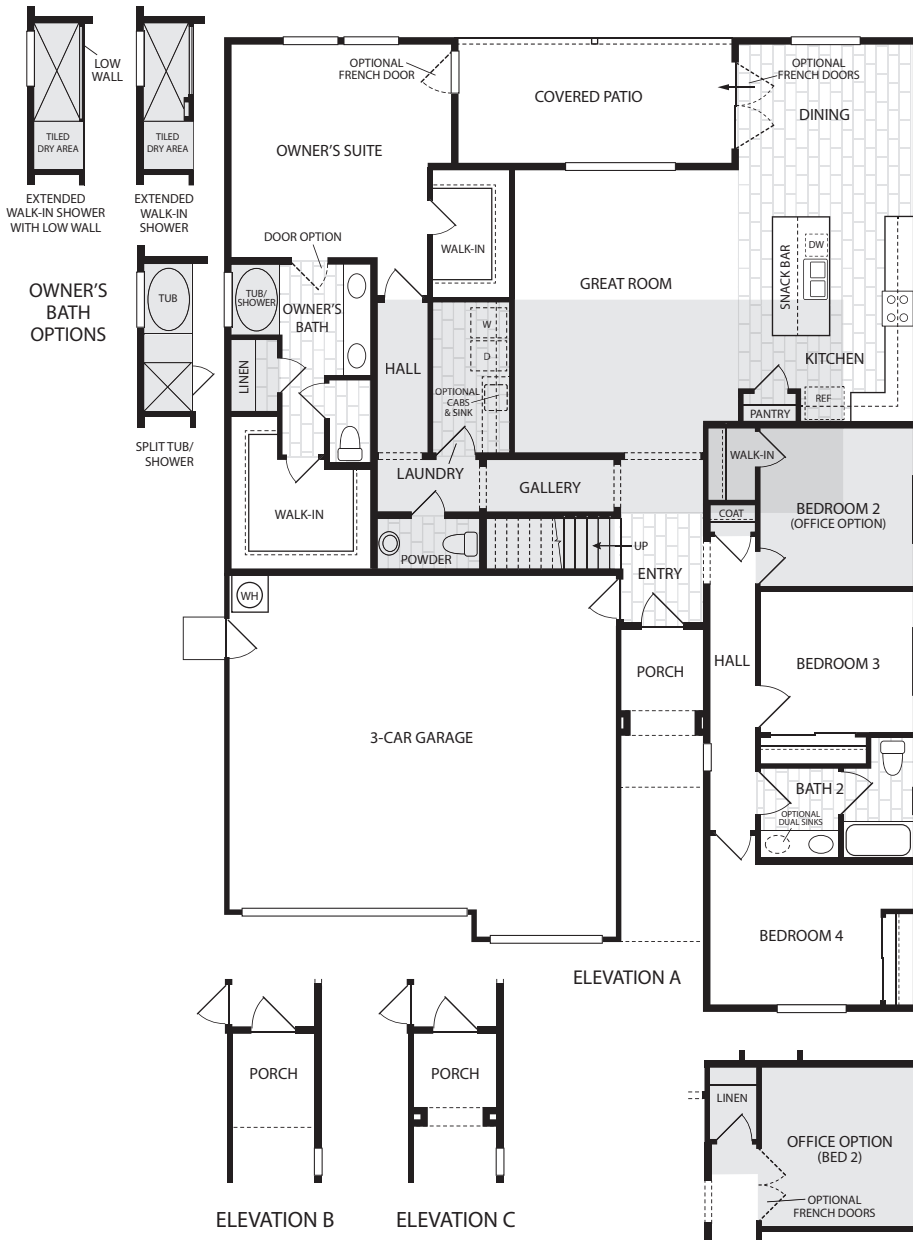 LOW
WALL
TILED
DRY AREA
TILED
DRY AREA
EXTENDED
WALK-IN SHOWER
WITH LOW WALL
EXTENDED
WALK-IN
SHOWER
OWNER'S
BATH
OPTIONS
TUB
SPLIT TUB/
SHOWER
OPTIONAL
FRENCH DOOR
COVERED PATIO
OPTIONAL
FRENCH DOORS
DINING
OWNER'S SUITE
WALK-IN
DOOR OPTION
TUB/
SHOWER
OWNER'S
BATH
GREAT ROOM
SNACK BAR
DW
KITCHEN
LINEN
HALL
W
D
OPTIONAL
CABS
& SINK
REF
PANTRY
WALK-IN
LAUNDRY
GALLERY
WALK-IN
COAT
BEDROOM 2
(OFFICE OPTION)
POWDER
UP
ENTRY
WH
PORCH
HALL
BEDROOM 3
3-CAR GARAGE
BATH 2
OPTIONAL
DUAL SINKS
BEDROOM 4
ELEVATION A
PORCH
ELEVATION B
PORCH
ELEVATION C
LINEN
OFFICE OPTION
(BED 2)
OPTIONAL
FRENCH DOORS